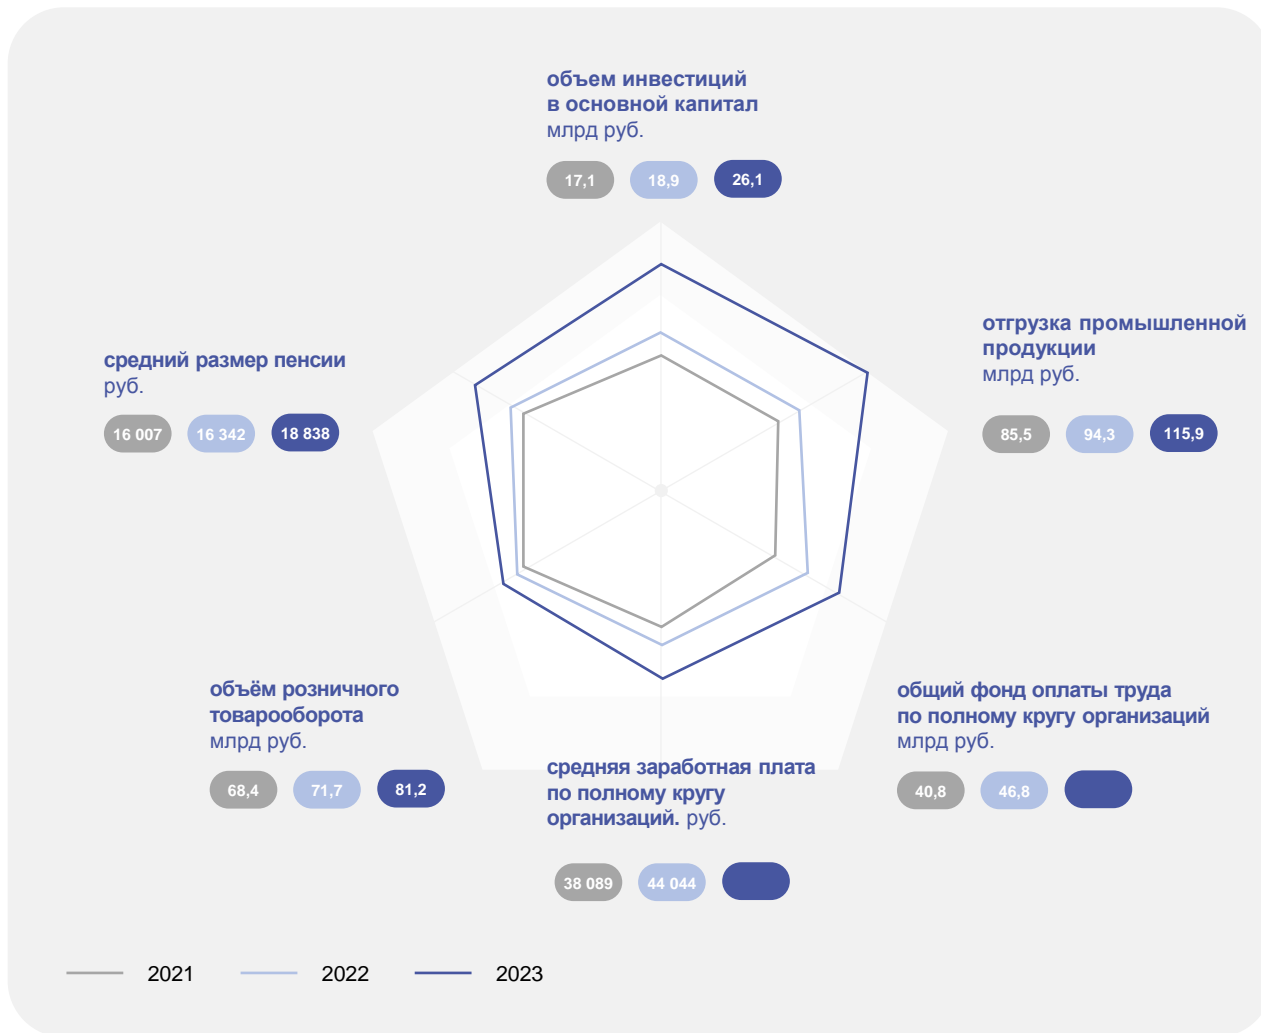 объем инвестиций
в основной капитал
млрд руб.
17,1 18,9 26,1
отгрузка промышленной
продукции
млрд руб.
85,5 94,3 115,9
средний размер пенсии
руб.
16 007 16 342 18 838
объём розничного
товарооборота
млрд руб.
68,4 71,7 81,2
общий фонд оплаты труда
по полному кругу организаций
млрд руб.
40,8 46,8
средняя заработная плата
по полному кругу
организаций. руб.
38 089 44 044
2021 2022 2023